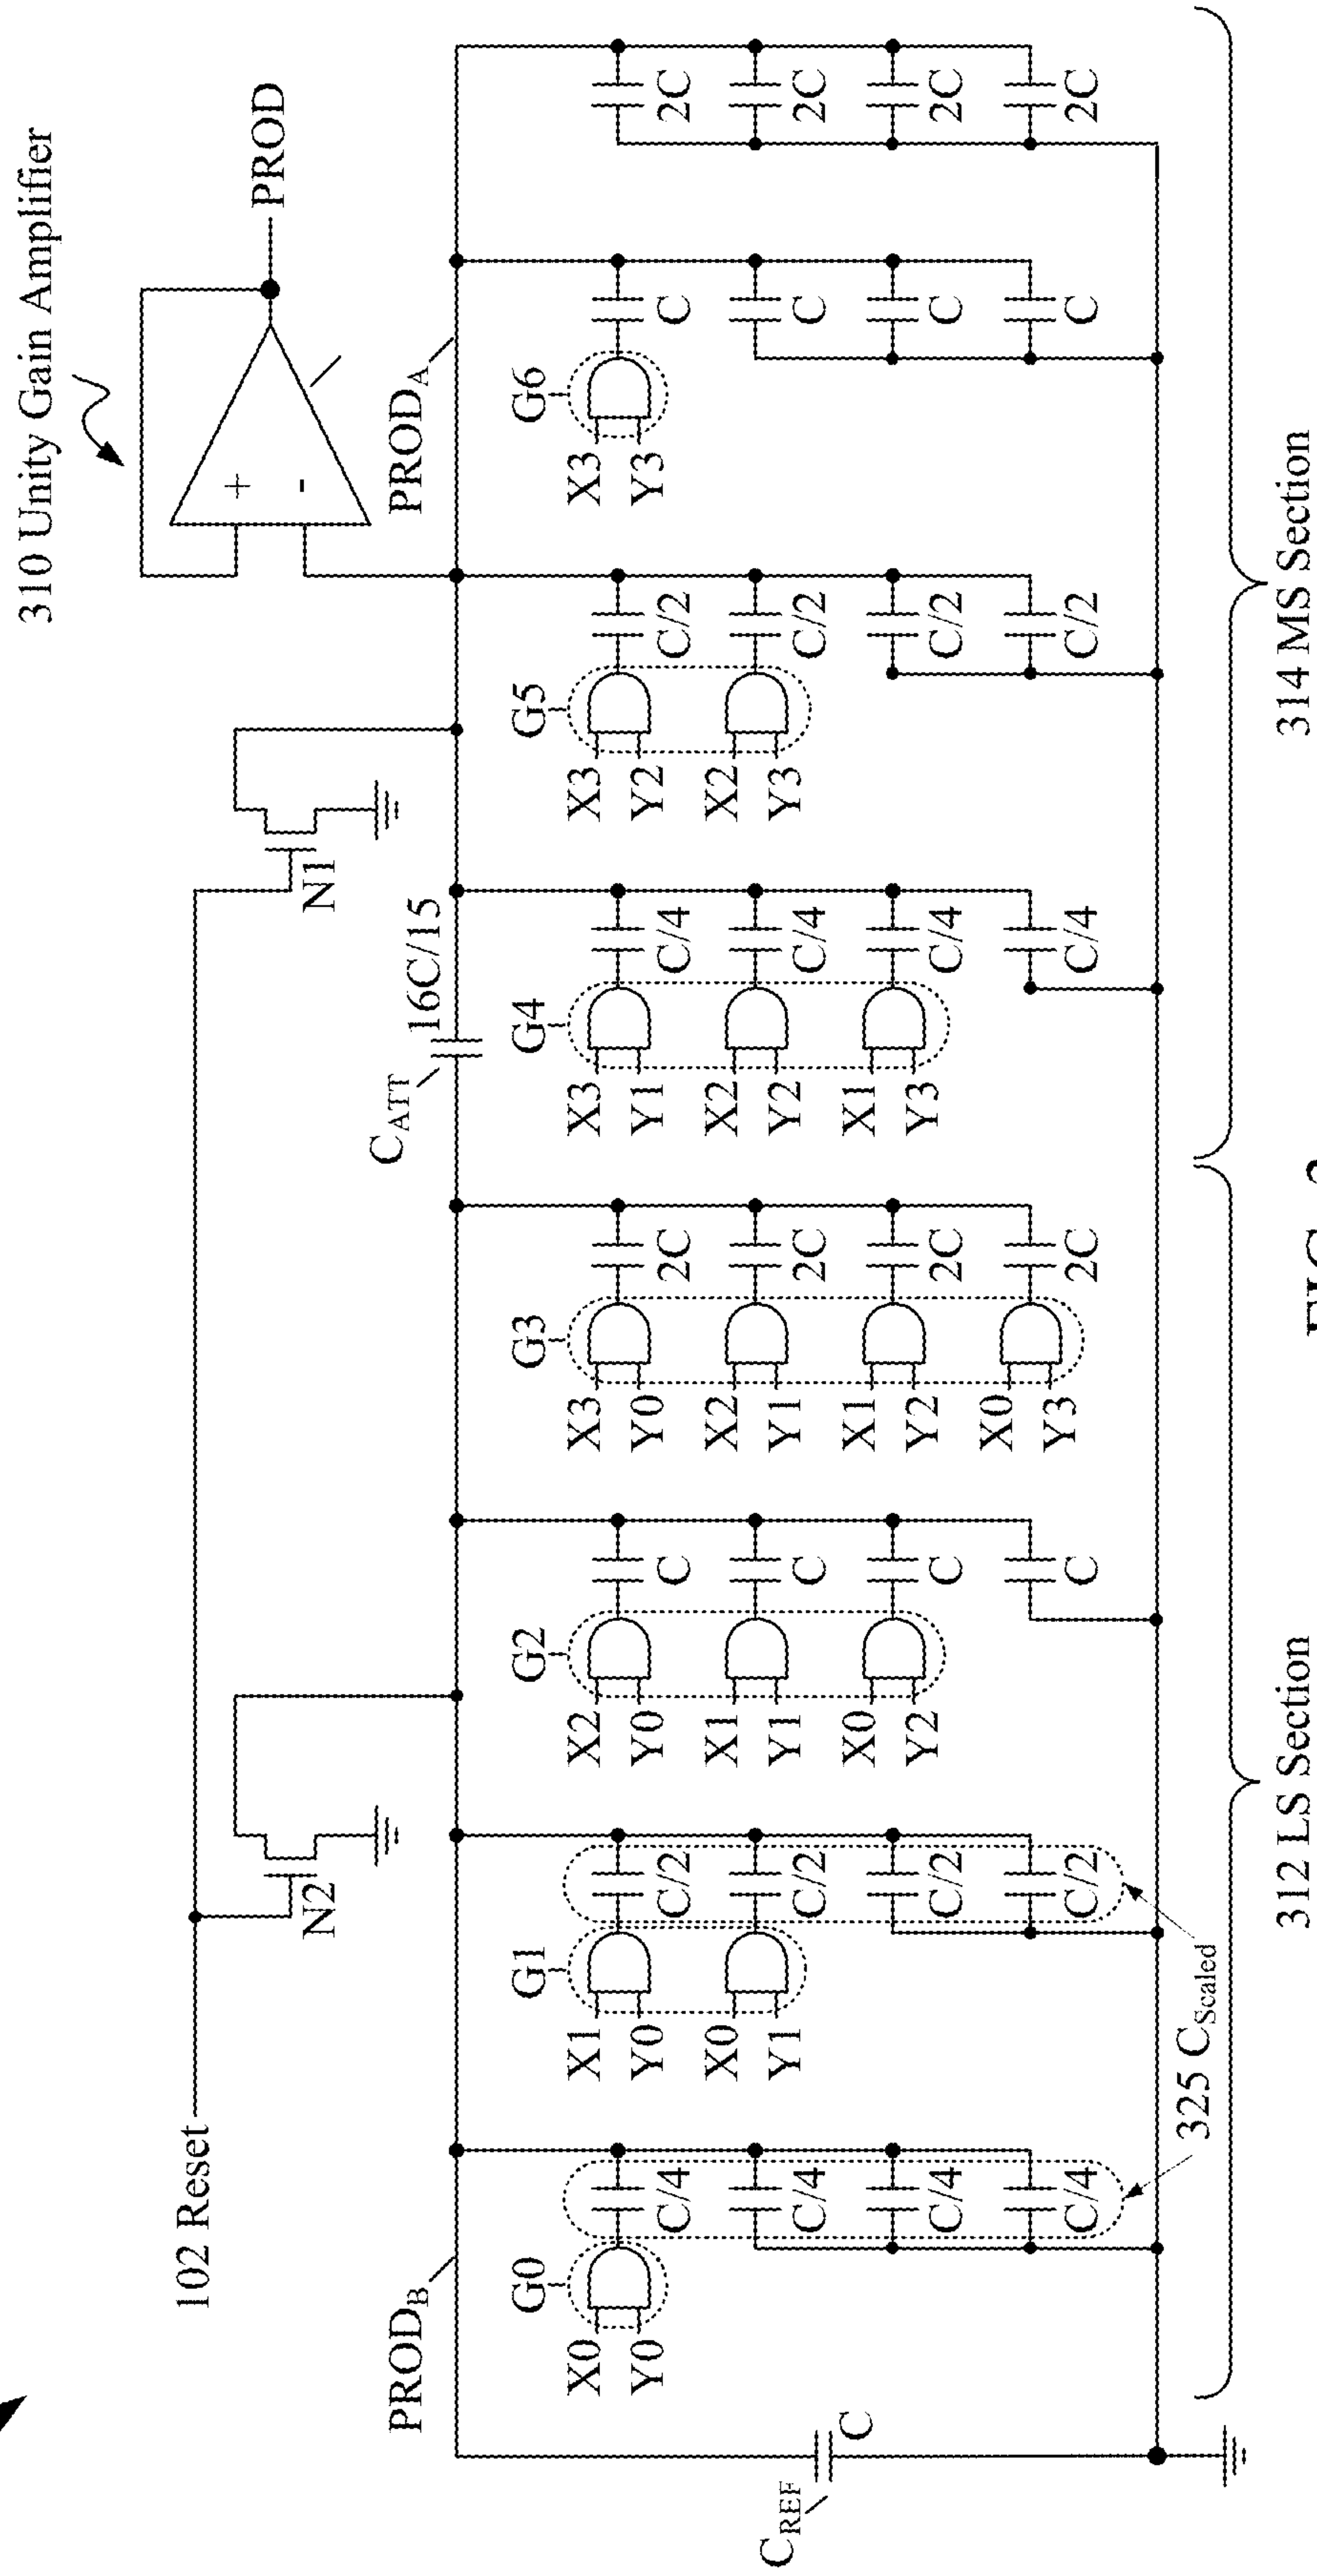 310 Unity Gain Amplifier
PROD
+
-
102 Reset
N2
N1
PROD_B
C_ATT
16C/15
PROD_A
G0
X0
Y0
C/4
C/4
C/4
C/4
G1
X1
Y0
X0
Y1
C/2
C/2
C/2
C/2
G2
X2
Y0
X1
Y1
X0
Y2
C
C
C
C
G3
X3
Y0
X2
Y1
X1
Y2
X0
Y3
2C
2C
2C
2C
G4
X3
Y1
X2
Y2
X1
Y3
C/4
C/4
C/4
C/4
G5
X3
Y2
X2
Y3
C/2
C/2
C/2
C/2
G6
X3
Y3
C
C
C
C
2C
2C
2C
2C
C_REF
C
325 C_Scaled
312 LS Section
314 MS Section